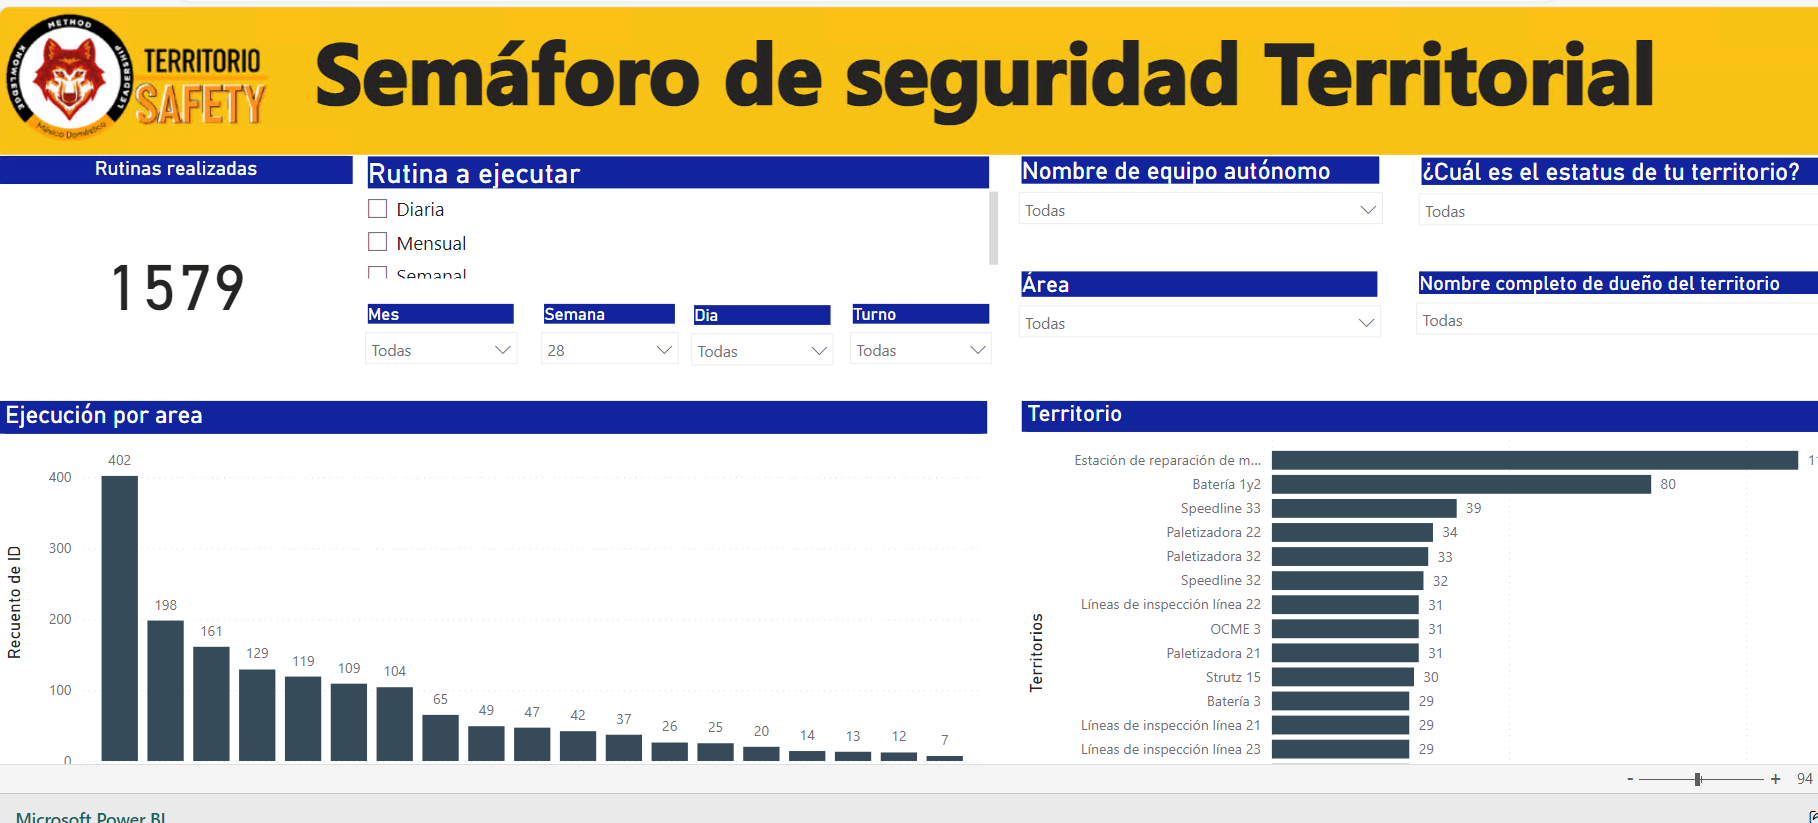 METHOD
KNOWLEDGE
LEADERSHIP
México Doméstico
TERRITORIO
SAFETY
Semáforo de seguridad Territorial
Rutinas realizadas
1579
Rutina a ejecutar
Diaria
Mensual
Semanal
Mes
Todas
Semana
28
Dia
Todas
Turno
Todas
Nombre de equipo autónomo
Todas
¿Cuál es el estatus de tu territorio?
Todas
Área
Todas
Nombre completo de dueño del territorio
Todas
Ejecución por area
Recuento de ID
400
300
200
100
0
402
198
161
129
119
109
104
65
49
47
42
37
26
25
20
14
13
12
7
Territorio
Territorios
Estación de reparación de m...
Batería 1y2 80
Speedline 33 39
Paletizadora 22 34
Paletizadora 32 33
Speedline 32 32
Líneas de inspección línea 22 31
OCME 3 31
Paletizadora 21 31
Strutz 15 30
Batería 3 29
Líneas de inspección línea 21 29
Líneas de inspección línea 23 29
- + 94
Microsoft Power BI